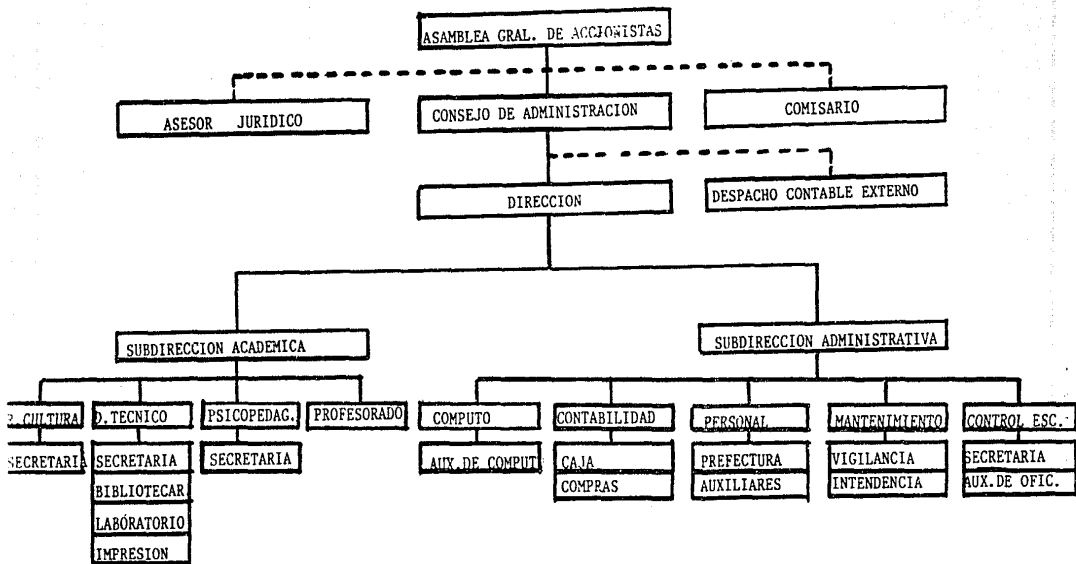 ASAMBLEA GRAL. DE ACCIONISTAS
ASESOR JURIDICO
CONSEJO DE ADMINISTRACION
COMISARIO
DIRECCION
DESPACHO CONTABLE EXTERNO
SUBDIRECCION ACADEMICA
SUBDIRECCION ADMINISTRATIVA
CULTURA
D.TECNICO
PSICOPEDAG.
PROFESORADO
COMPUTO
CONTABILIDAD
PERSONAL
MANTENIMIENTO
CONTROL ESC.
SECRETARIA
SECRETARIA
SECRETARIA
AUX.DE COMPUT
CAJA
PREFECTURA
VIGILANCIA
SECRETARIA
BIBLIOTECAR
COMPRAS
AUXILIARES
INTENDENCIA
AUX.DE OFIC.
LABÓRATORIO
IMPRESION